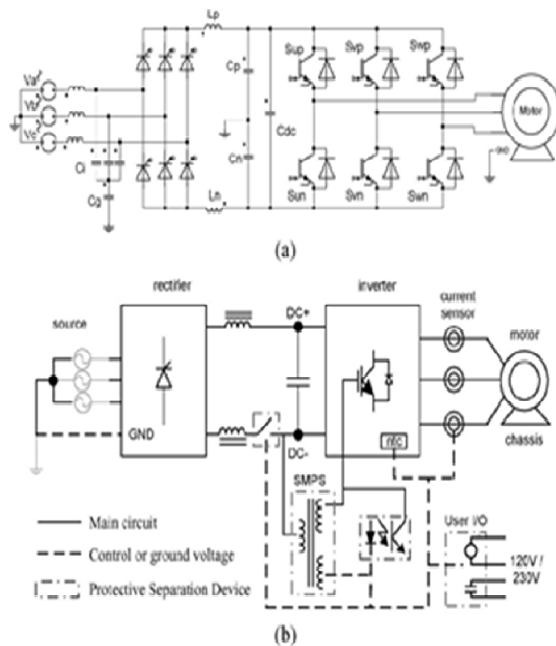 Lp
Sup
Svp
Swp
Va
Vb
Vc
Cp
Cdc
Motor
GND
Ci
Cn
Cg
Ln
Sun
Svn
Swn
(a)
rectifier
inverter
current
sensor
source
DC+
motor
GND
ntc
DC-
chassis
SMPS
User I/O
120V /
230V
Main circuit
Control or ground voltage
Protective Separation Device
(b)